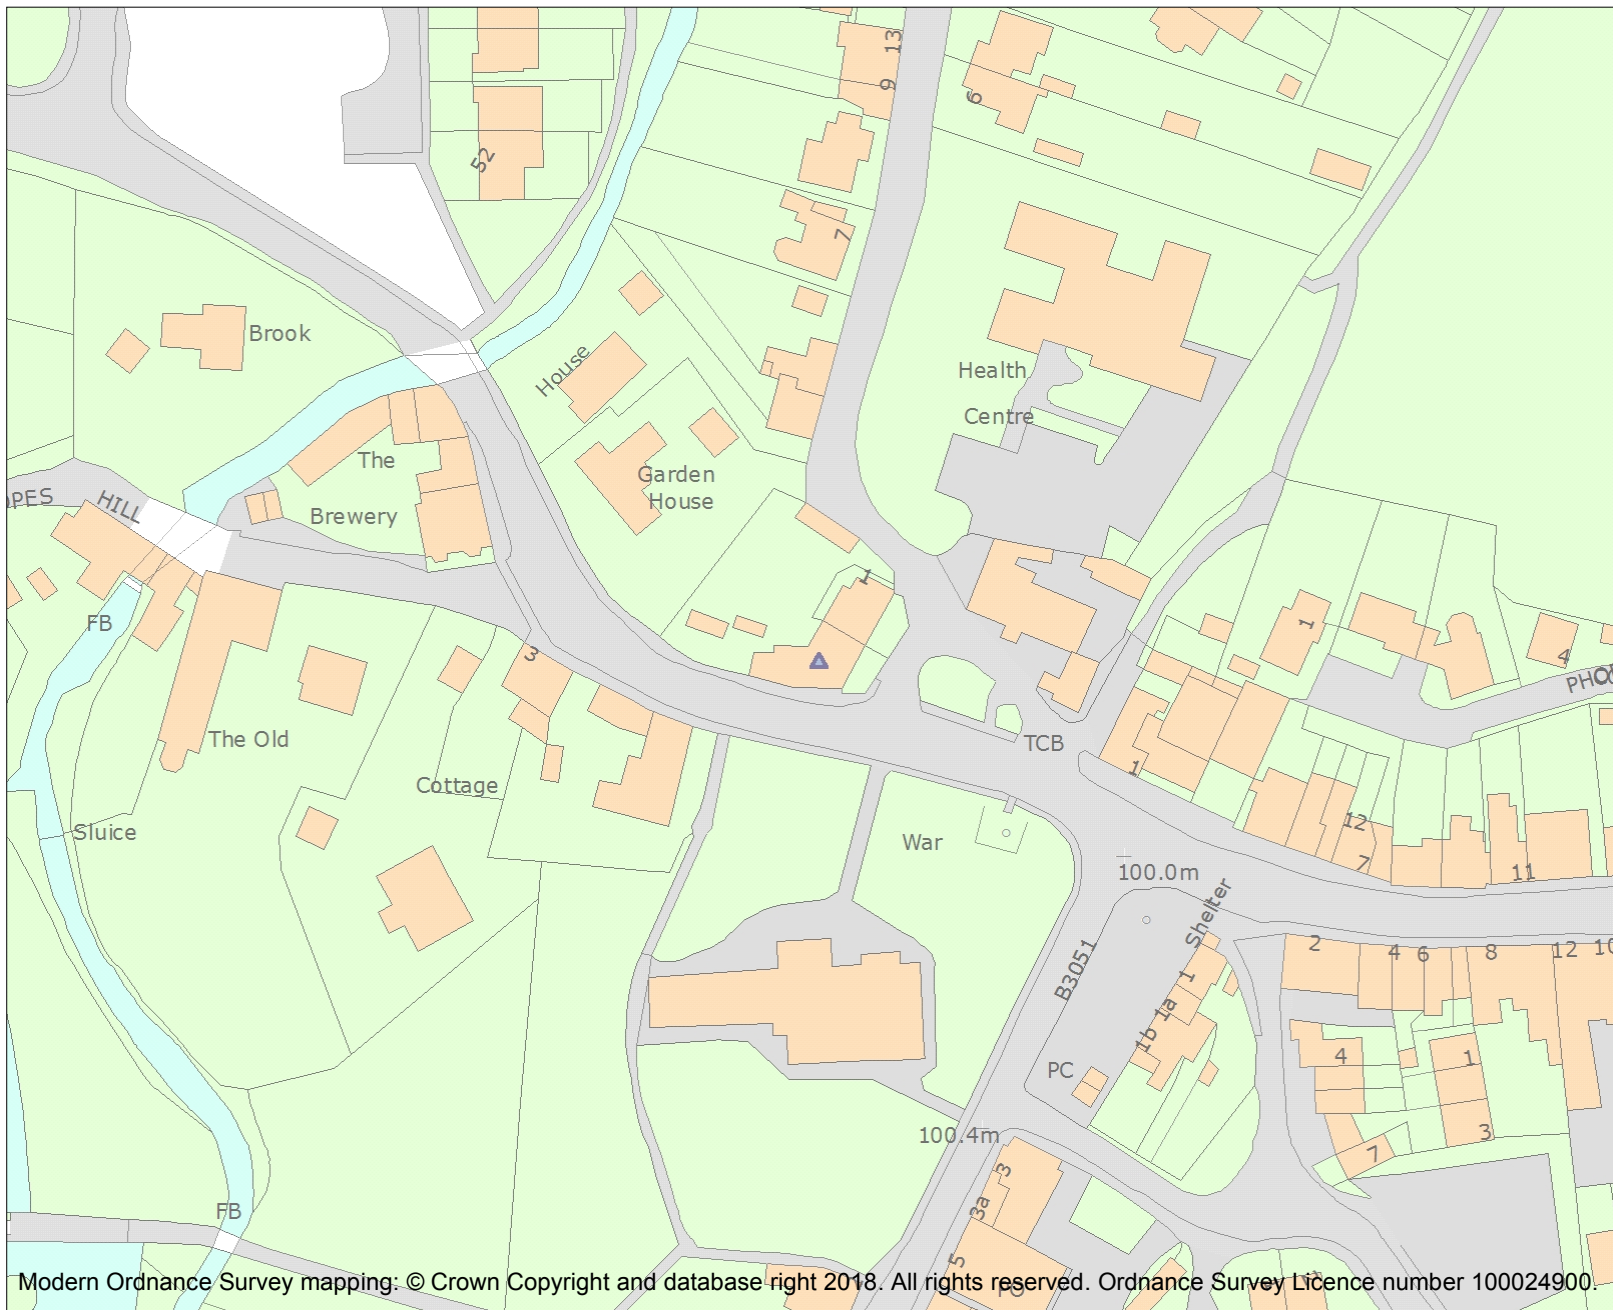 13
9
6
52
7
Brook
House
Health
Centre
The
Brewery
Garden
House
HILL
FB
1
3
1
4
The Old
Cottage
TCB
1
Sluice
War
12
7
11
100.0m
Shelter
B3051
2
4
6
8
12
1
1a
1b
PC
4
1
3
7
100.4m
3
3a
5
FB
PO
Modern Ordnance Survey mapping: © Crown Copyright and database right 2018. All rights reserved. Ordnance Survey Licence number 100024900.